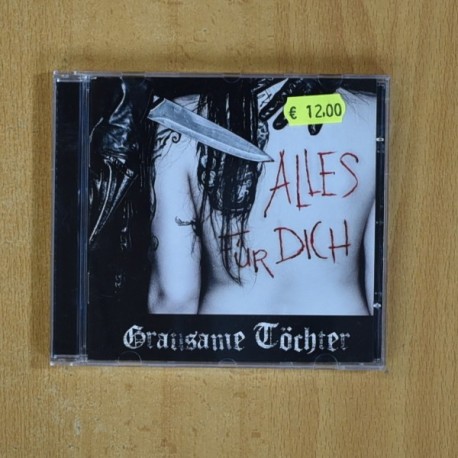 € 12.00
ALLES
FÜR DICH
Grausame Töchter